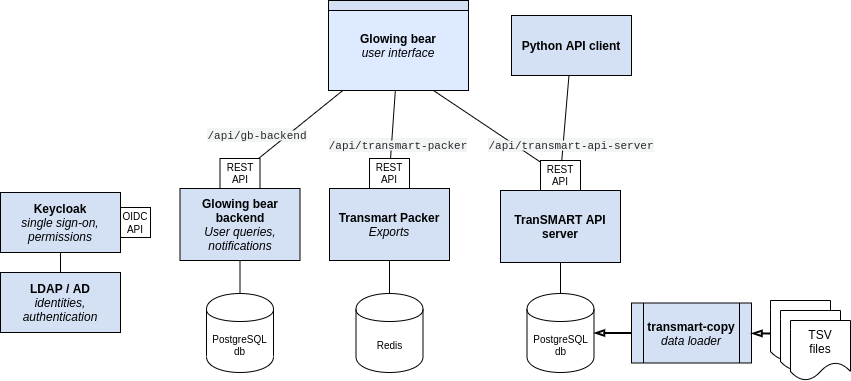 Glowing bear
user interface
Python API client
/api/gb-backend
/api/transmart-packer
/api/transmart-api-server
REST
API
REST
API
REST
API
Keycloak
single sign-on,
permissions
OIDC
API
Glowing bear
backend
User queries,
notifications
Transmart Packer
Exports
TranSMART API
server
LDAP / AD
identities,
authentication
PostgreSQL
db
Redis
PostgreSQL
db
transmart-copy
data loader
TSV
files